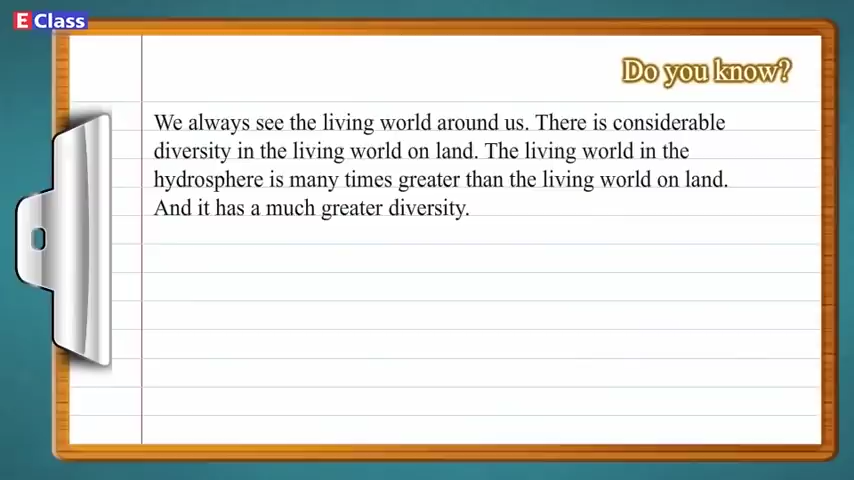 E Class
Do you know?
We always see the living world around us. There is considerable
diversity in the living world on land. The living world in the
hydrosphere is many times greater than the living world on land.
And it has a much greater diversity.